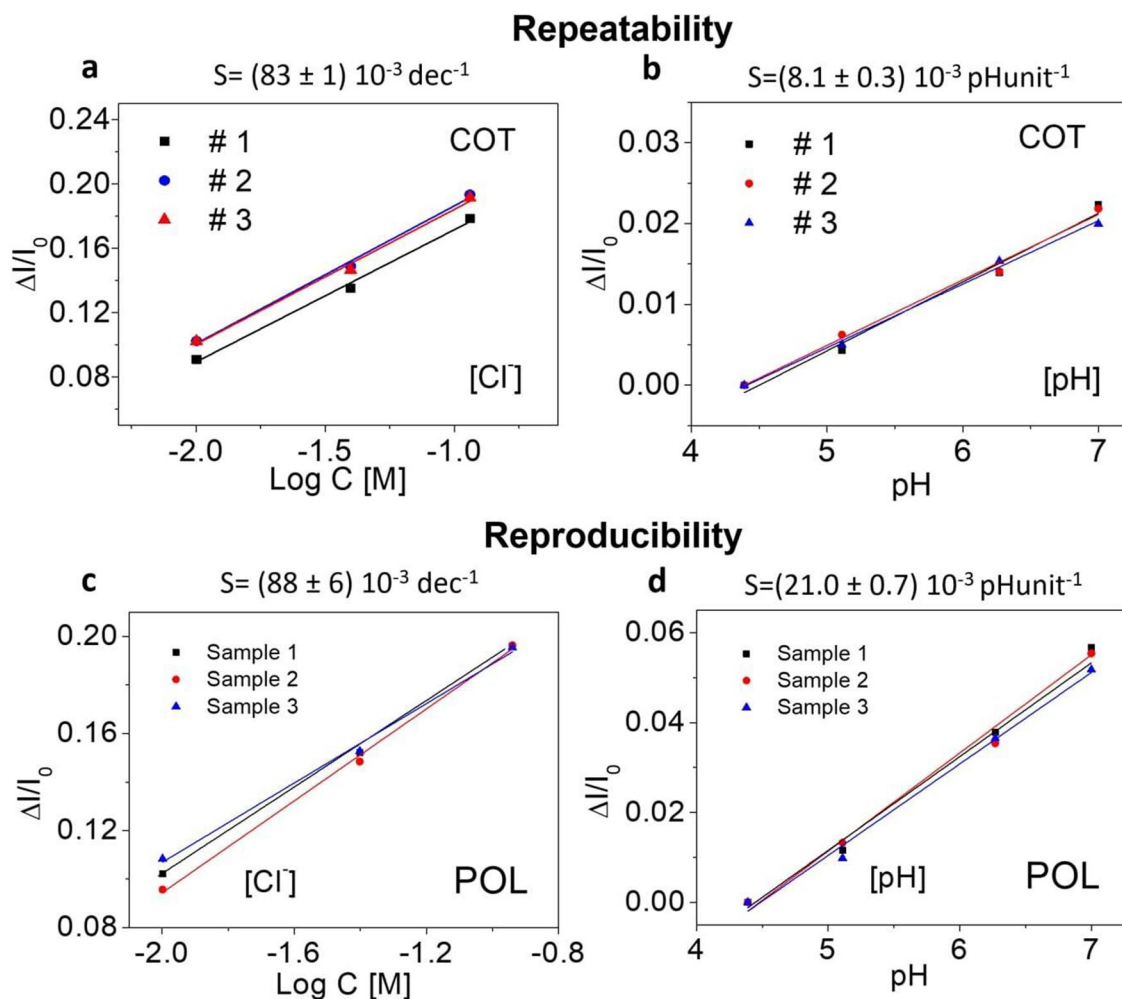 Repeatability
a
S= (83 ± 1) 10⁻³ dec⁻¹
0.24
0.20
0.16
0.12
0.08
ΔI/I₀
# 1
# 2
# 3
COT
[Cl⁻]
-2.0
-1.5
-1.0
Log C [M]
b
S=(8.1 ± 0.3) 10⁻³ pHunit⁻¹
0.03
0.02
0.01
0.00
ΔI/I₀
# 1
# 2
# 3
COT
[pH]
4
5
6
7
pH
Reproducibility
c
S= (88 ± 6) 10⁻³ dec⁻¹
0.20
0.16
0.12
0.08
ΔI/I₀
Sample 1
Sample 2
Sample 3
[Cl⁻]
POL
-2.0
-1.6
-1.2
-0.8
Log C [M]
d
S=(21.0 ± 0.7) 10⁻³ pHunit⁻¹
0.06
0.04
0.02
0.00
ΔI/I₀
Sample 1
Sample 2
Sample 3
[pH]
POL
4
5
6
7
pH